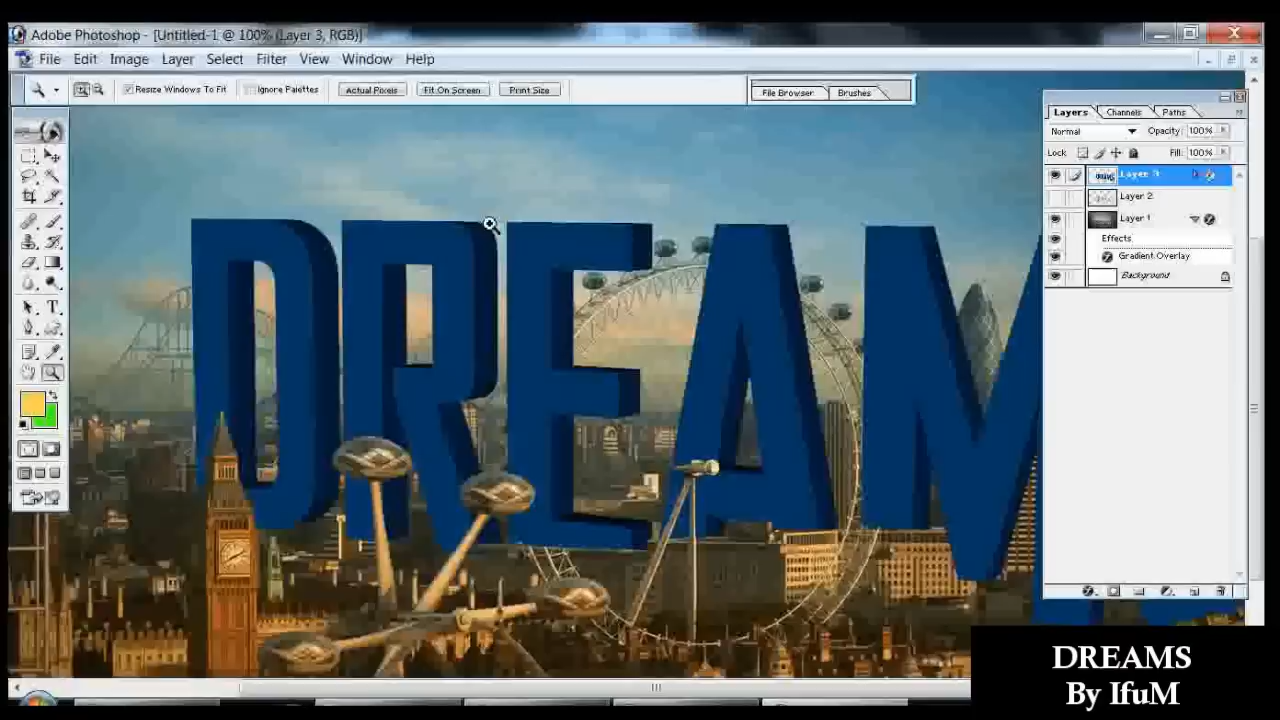 Adobe Photoshop - [Untitled-1 @ 100% (Layer 3, RGB)]
File Edit Image Layer Select Filter View Window Help
Resize Windows To Fit Ignore Palettes Actual Pixels Fit On Screen Print Size File Browser Brushes
Layers Channels Paths
Normal Opacity: 100%
Lock: Fill: 100%
Layer 3
Layer 2
Layer 1
Effects
Gradient Overlay
Background
DREAM
DREAMS
By IfuM